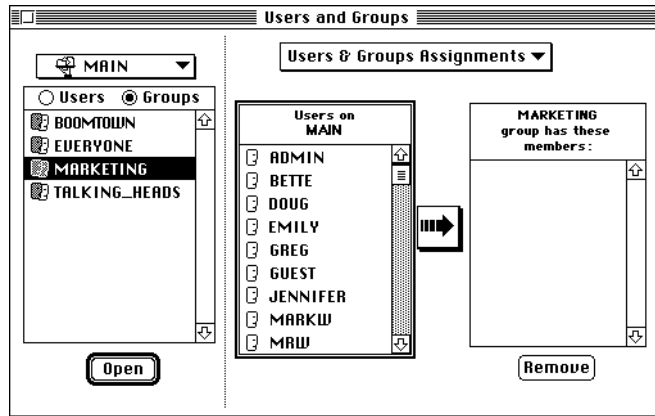 Users and Groups
MAIN
Users & Groups Assignments
Users Groups
BOOMTOWN
EVERYONE
MARKETING
TALKING_HEADS
Open
Users on
MAIN
ADMIN
BETTE
DOUG
EMILY
GREG
GUEST
JENNIFER
MARKW
MRW
MARKETING
group has these
members:
Remove